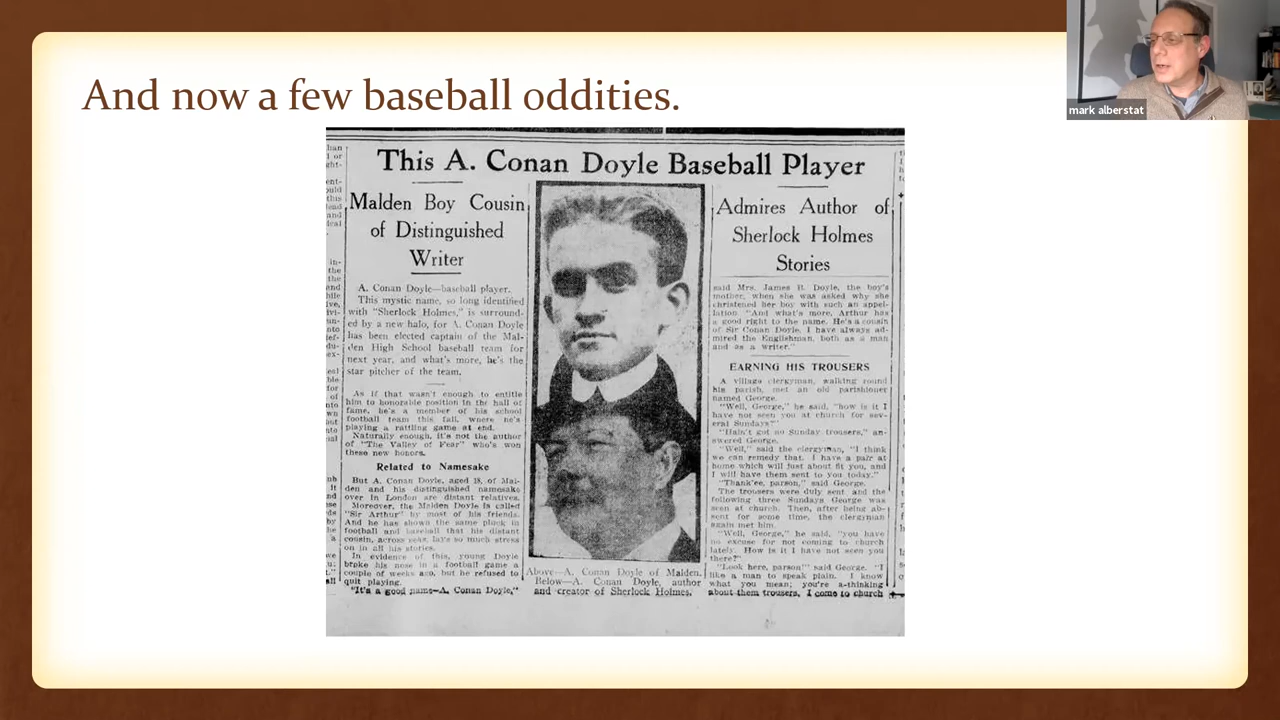 And now a few baseball oddities.
mark alberstat
This A. Conan Doyle Baseball Player
Malden Boy Cousin
of Distinguished
Writer
A. Conan Doyle—baseball player.
This mystic name, so long identified
with "Sherlock Holmes," is surround-
ed by a new halo, for A. Conan Doyle
has been elected captain of the Mal-
den High School baseball team for
next year, and what's more, he's the
star pitcher of the team.
As if that wasn't enough to entitle
him to honorable position in the hall of
fame, he's a member of his school
football team this fall, where he's
playing a rattling game at end.
Naturally enough, it's not the author
of "The Valley of Fear" who's won
these new honors.
Related to Namesake
But A. Conan Doyle, aged 18, of Mal-
den and his distinguished namesake
over in London are distant relatives.
Moreover, the Malden Doyle is called
"Sir Arthur" by most of his friends.
And he has shown the same pluck in
football and baseball that his distant
cousin, across seas, lays so much stress
on in all his stories.
In evidence of this, young Doyle
broke his nose in a football game a
couple of weeks ago, but he refused to
quit playing.
"It's a good name—A. Conan Doyle,"
Above—A. Conan Doyle of Malden.
Below—A. Conan Doyle, author
and creator of Sherlock Holmes.
Admires Author of
Sherlock Holmes
Stories
said Mrs. James B. Doyle, the boy's
mother, when she was asked why she
christened her boy with such an appel-
lation. "And what's more, Arthur has
a good right to the name. He's a cousin
of Sir Conan Doyle. I have always ad-
mired the Englishman, both as a man
and as a writer."
EARNING HIS TROUSERS
A village clergyman, walking round
his parish, met an old parishioner
named George.
"Well, George," he said, "how is it I
have not seen you at church for sev-
eral Sundays?"
"Hain't got no Sunday trousers," an-
swered George.
"Well," said the clergyman, "I think
we can remedy that. I have a pair at
home which will just about fit you, and
I will have them sent to you today."
"Thank'ee, parson," said George.
The trousers were duly sent and the
following three Sundays George was
seen at church. Then, after being ab-
sent for some time, the clergyman
again met him.
"Well, George," he said, "you have
no excuse for not coming to church
lately. How is it I have not seen you
there?"
"Look here, parson!" said George. "I
like a man to speak plain. I know
what you mean; you're a-thinking
about them trousers. I come to church